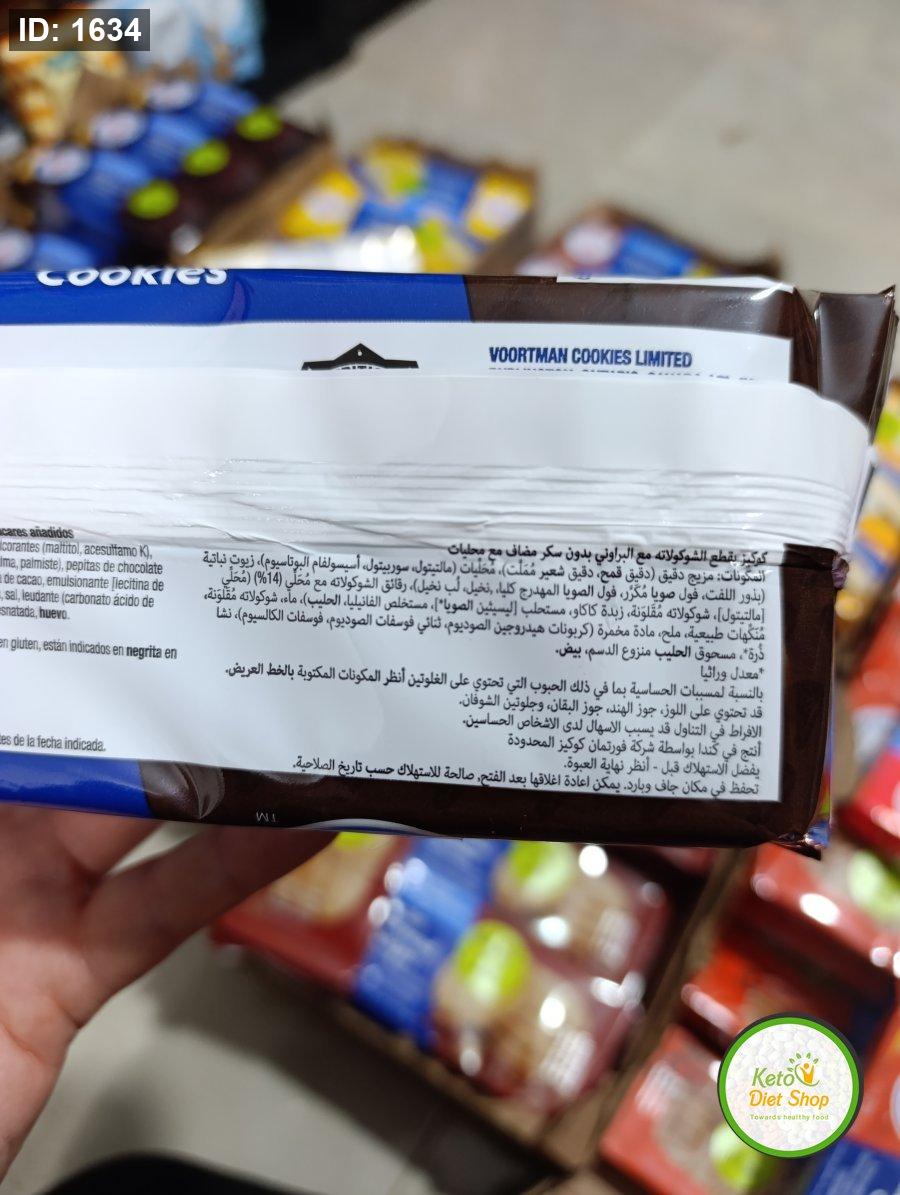 ID: 1634
COOKIES
VOORTMAN COOKIES LIMITED
cares añadidos
lcorantes (maltitol, acesulfamo K),
lma, palmiste), pepitas de chocolate
de cacao, emulsionante [lecitina de
, sal, leudante (carbonato ácido de
esnatada, huevo.
en gluten, están indicados en negrita en
es de la fecha indicada.
كوكيز بقطع الشوكولاته مع البراوني بدون سكر مضاف مع محليات
المكونات: مزيج دقيق (دقيق قمح، دقيق شعير مُملّت)، مُحَلّيات (مالتيتول، سوربيتول، أسيسولفام البوتاسيوم)، زيوت نباتية
(بذور اللفت، فول صويا مُكرّر، فول الصويا المهدرج كليا، نخيل، لُب نخيل)، رقائق الشوكولاته مع مُحَلّي (14%) (مُحَلّي
[مالتيتول]، شوكولاته مُقَلْوَنة، زبدة كاكاو، مستحلب [ليسيثين الصويا*]، مستخلص الفانيليا، الحليب)، ماء، شوكولاته مُقَلْوَنة،
مُنَكّهات طبيعية، ملح، مادة مخمرة (كربونات هيدروجين الصوديوم، ثنائي فوسفات الصوديوم، فوسفات الكالسيوم)، نشا
ذُرة*، مسحوق الحليب منزوع الدسم، بيض.
*معدل وراثيا
بالنسبة لمسببات الحساسية بما في ذلك الحبوب التي تحتوي على الغلوتين أنظر المكونات المكتوبة بالخط العريض.
قد تحتوي على اللوز، جوز الهند، جوز البقان، وجلوتين الشوفان.
الافراط في التناول قد يسبب الاسهال لدى الاشخاص الحساسين.
أنتج في كندا بواسطة شركة فورتمان كوكيز المحدودة
يفضل الاستهلاك قبل - أنظر نهاية العبوة.
تحفظ في مكان جاف وبارد. يمكن اعادة اغلاقها بعد الفتح. صالحة للاستهلاك حسب تاريخ الصلاحية.
TM
Keto
Diet Shop
Towards healthy food